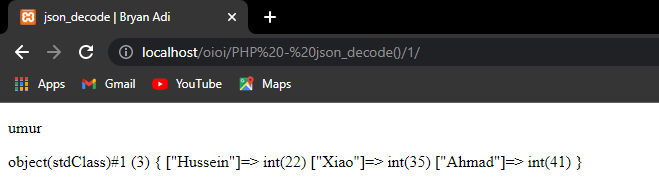 json_decode | Bryan Adi
localhost/oioi/PHP%20-%20json_decode()/1/
Apps Gmail YouTube Maps
umur
object(stdClass)#1 (3) { ["Hussein"]=> int(22) ["Xiao"]=> int(35) ["Ahmad"]=> int(41) }